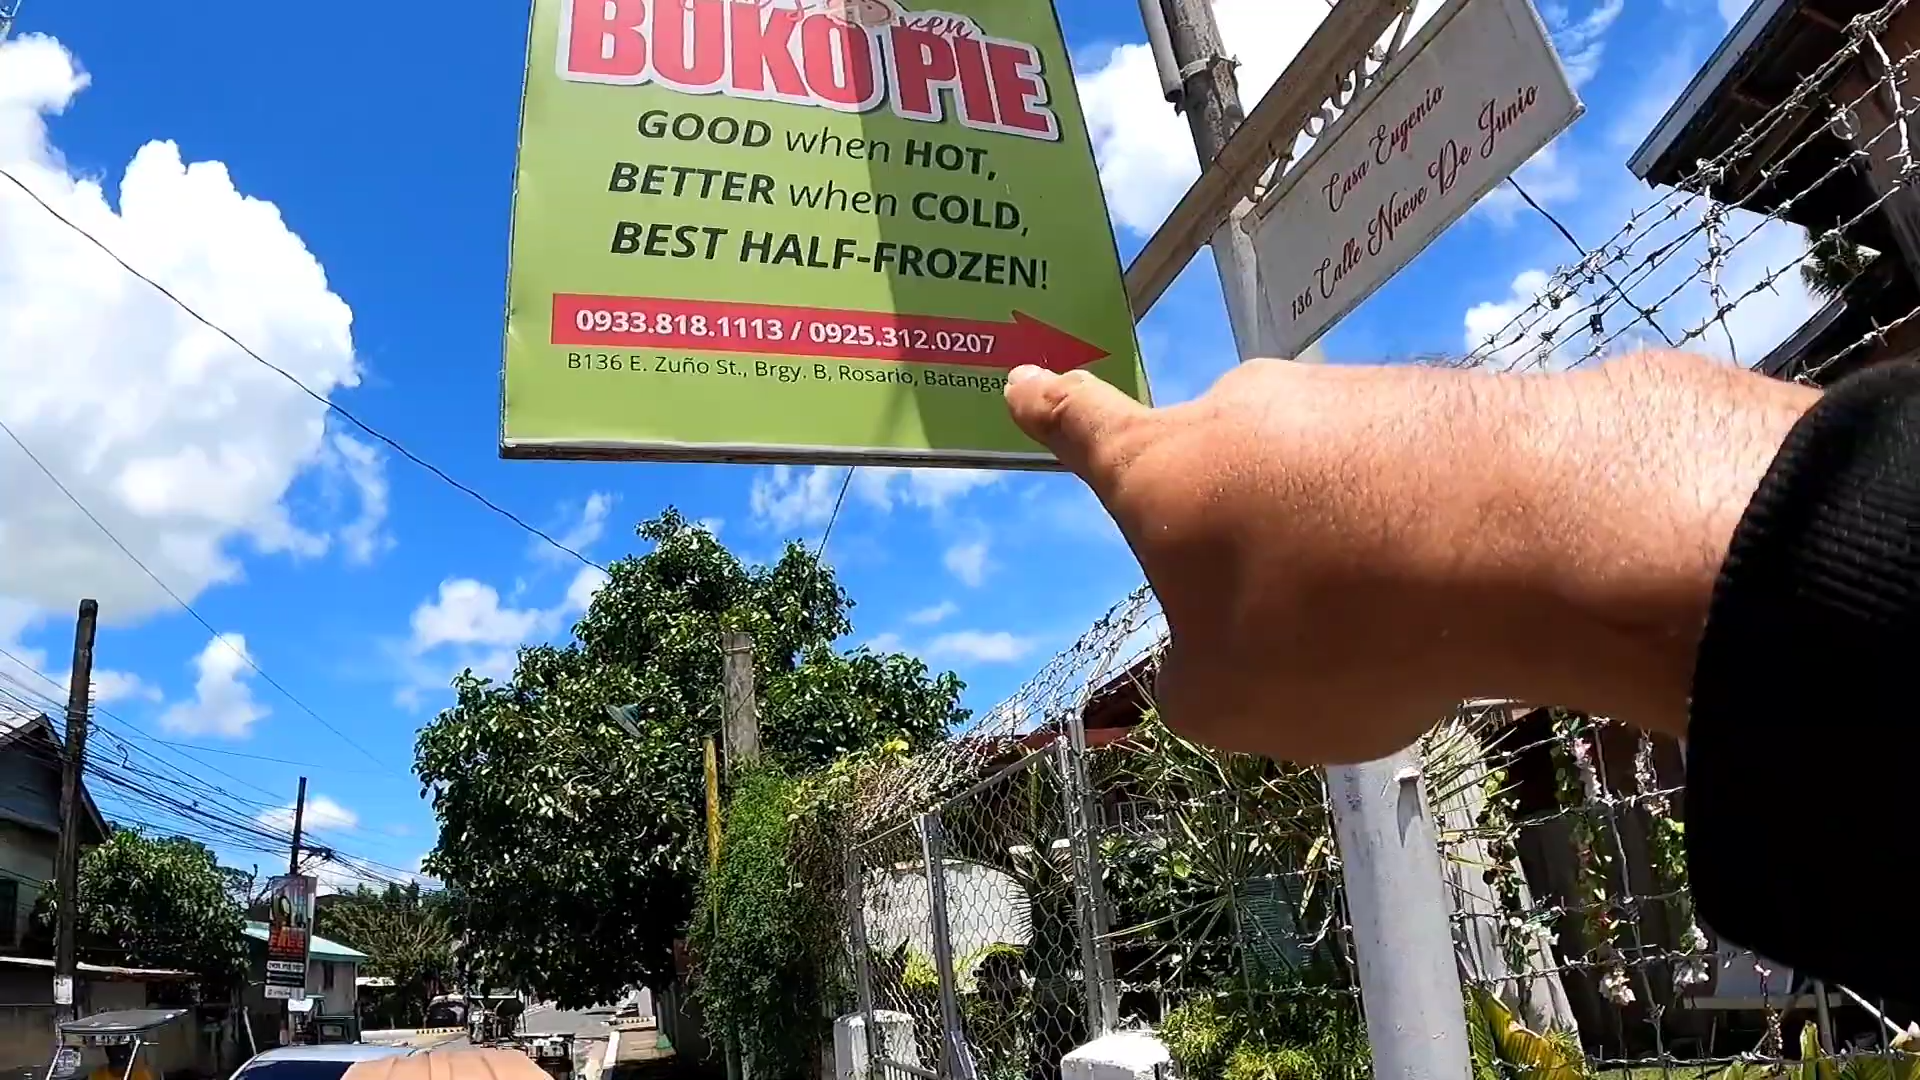 BUKO PIE
GOOD when HOT,
BETTER when COLD,
BEST HALF-FROZEN!
0933.818.1113 / 0925.312.0207
B136 E. Zuño St., Brgy. B, Rosario, Batangas
Casa Eugenio
136 Calle Nueve De Junio
FREE